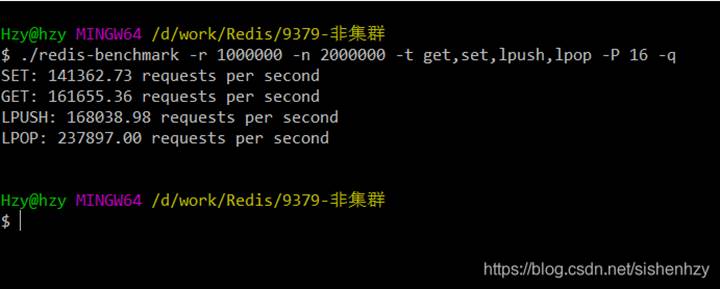 Hzy@hzy MINGW64 /d/work/Redis/9379-非集群
$ ./redis-benchmark -r 1000000 -n 2000000 -t get,set,lpush,lpop -P 16 -q
SET: 141362.73 requests per second
GET: 161655.36 requests per second
LPUSH: 168038.98 requests per second
LPOP: 237897.00 requests per second
Hzy@hzy MINGW64 /d/work/Redis/9379-非集群
$
https://blog.csdn.net/sishenhzy